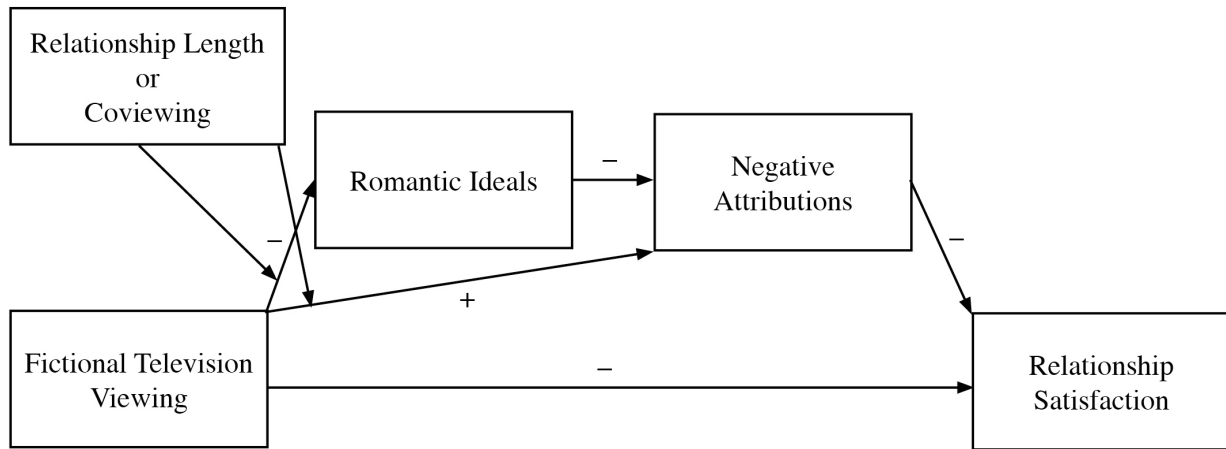 Relationship Length
or
Coviewing
Romantic Ideals
–
Negative
Attributions
–
–
+
Fictional Television
Viewing
–
Relationship
Satisfaction